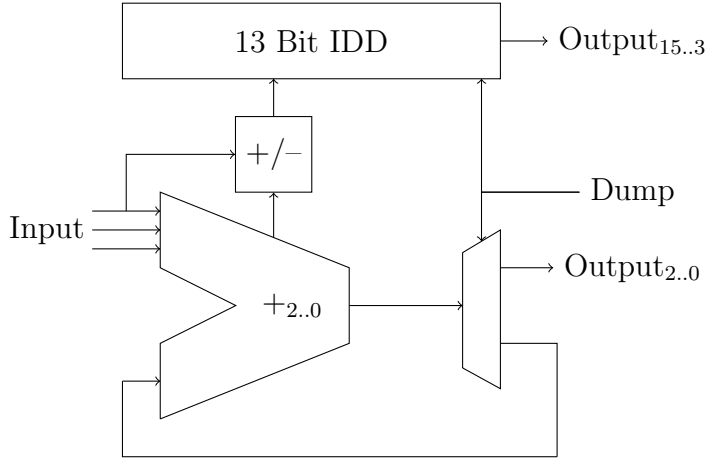 13 Bit IDD
Output₁₅..₃
+/−
Dump
Input
Output₂..₀
+₂..₀